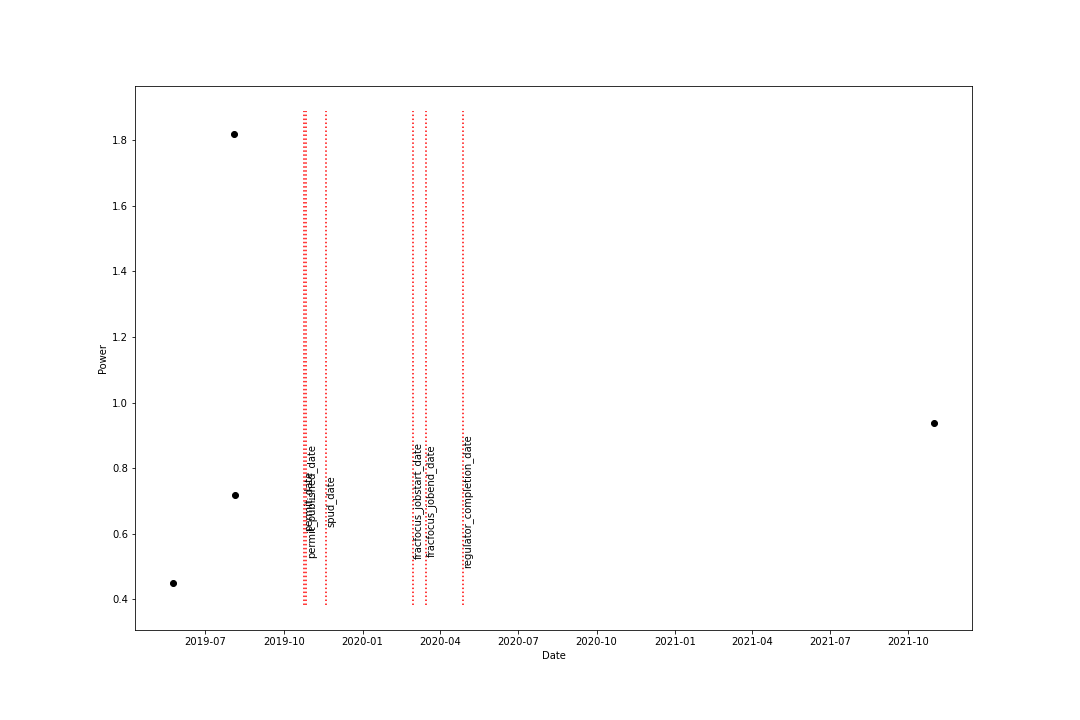 1.8
1.6
1.4
1.2
1.0
0.8
0.6
0.4
Power
permit_published_date
spud_date
fracfocus_jobstart_date
fracfocus_jobend_date
regulator_completion_date
2019-07
2019-10
2020-01
2020-04
2020-07
2020-10
2021-01
2021-04
2021-07
2021-10
Date